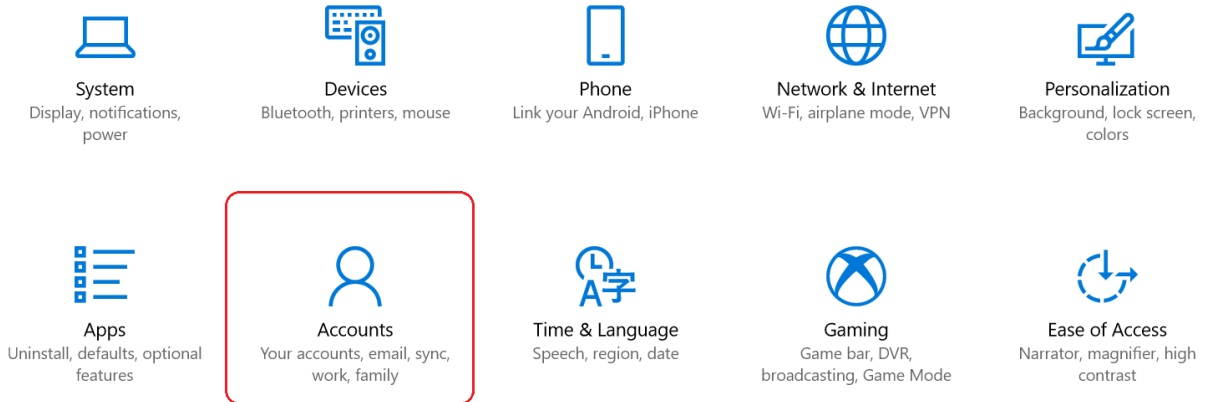 System
Display, notifications,
power
Devices
Bluetooth, printers, mouse
Phone
Link your Android, iPhone
Network & Internet
Wi-Fi, airplane mode, VPN
Personalization
Background, lock screen,
colors
Apps
Uninstall, defaults, optional
features
Accounts
Your accounts, email, sync,
work, family
A字
Time & Language
Speech, region, date
Gaming
Game bar, DVR,
broadcasting, Game Mode
Ease of Access
Narrator, magnifier, high
contrast